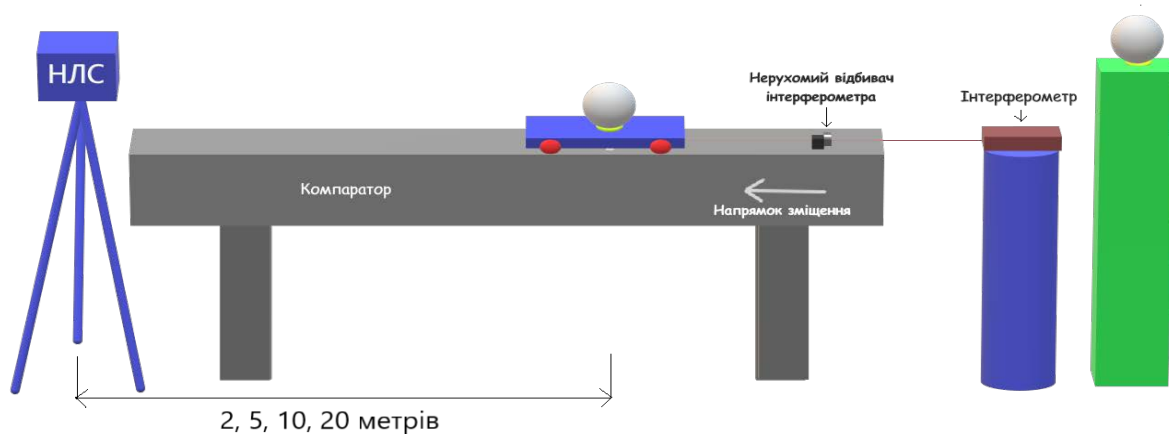 НЛС
Нерухомий відбивач
інтерферометра
Інтерферометр
Компаратор
Напрямок зміщення
2, 5, 10, 20 метрів